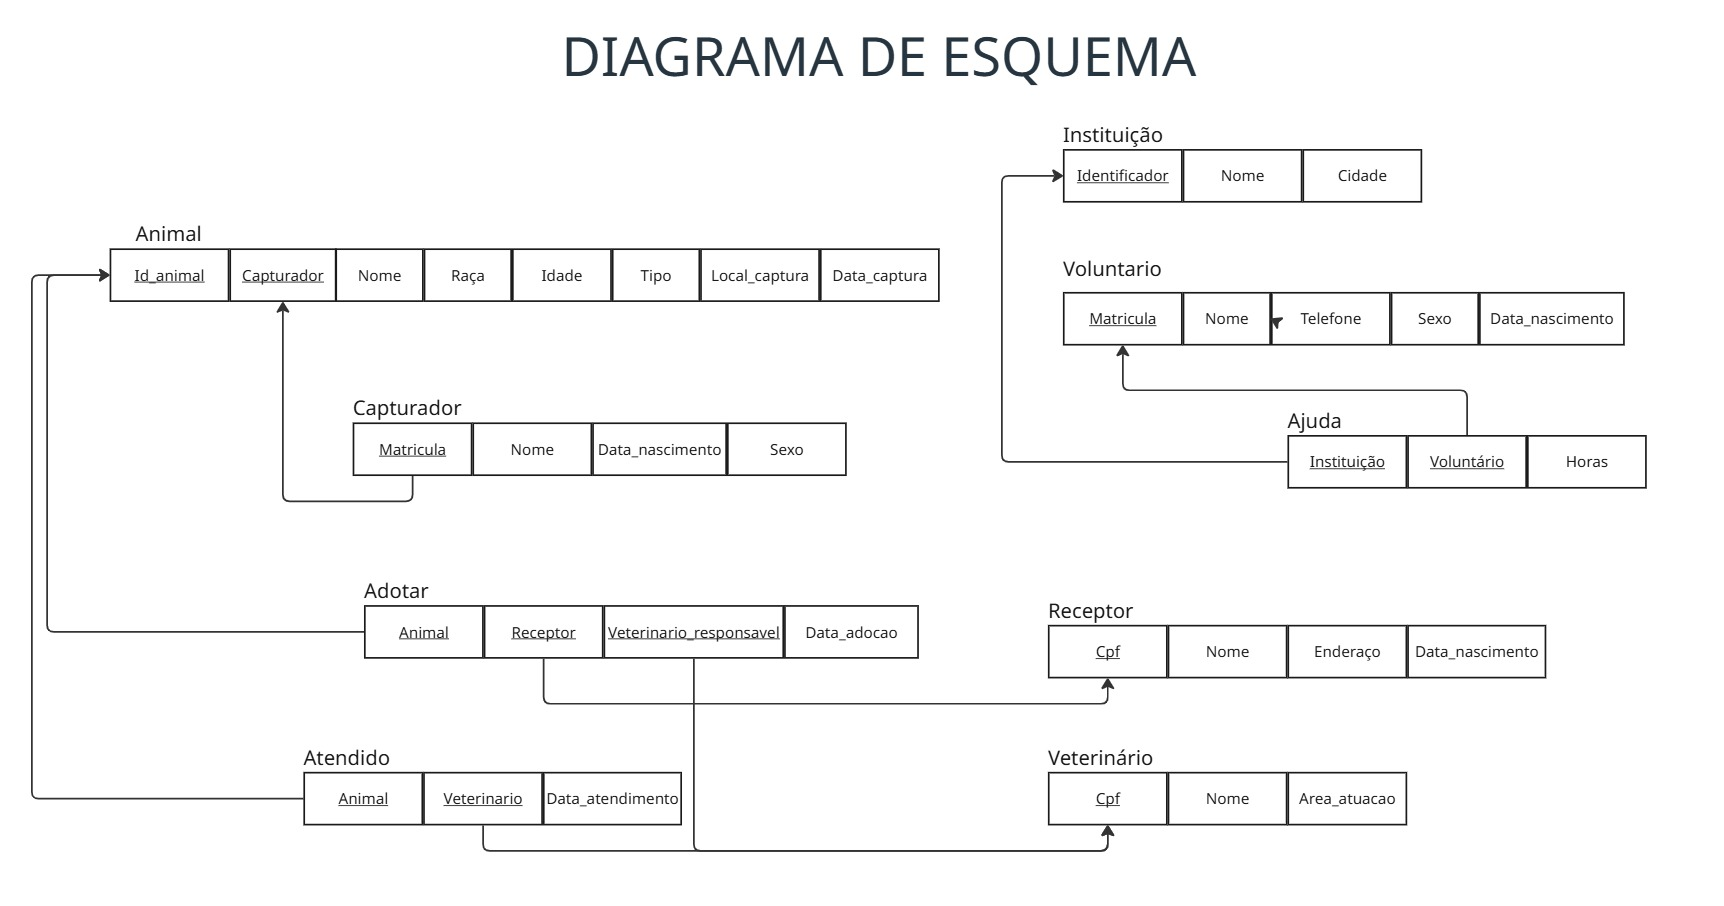 DIAGRAMA DE ESQUEMA
Instituição
Identificador Nome Cidade
Animal
Id_animal Capturador Nome Raça Idade Tipo Local_captura Data_captura
Voluntario
Matricula Nome Telefone Sexo Data_nascimento
Capturador
Matricula Nome Data_nascimento Sexo
Ajuda
Instituição Voluntário Horas
Adotar
Animal Receptor Veterinario_responsavel Data_adocao
Receptor
Cpf Nome Enderaço Data_nascimento
Atendido
Animal Veterinario Data_atendimento
Veterinário
Cpf Nome Area_atuacao